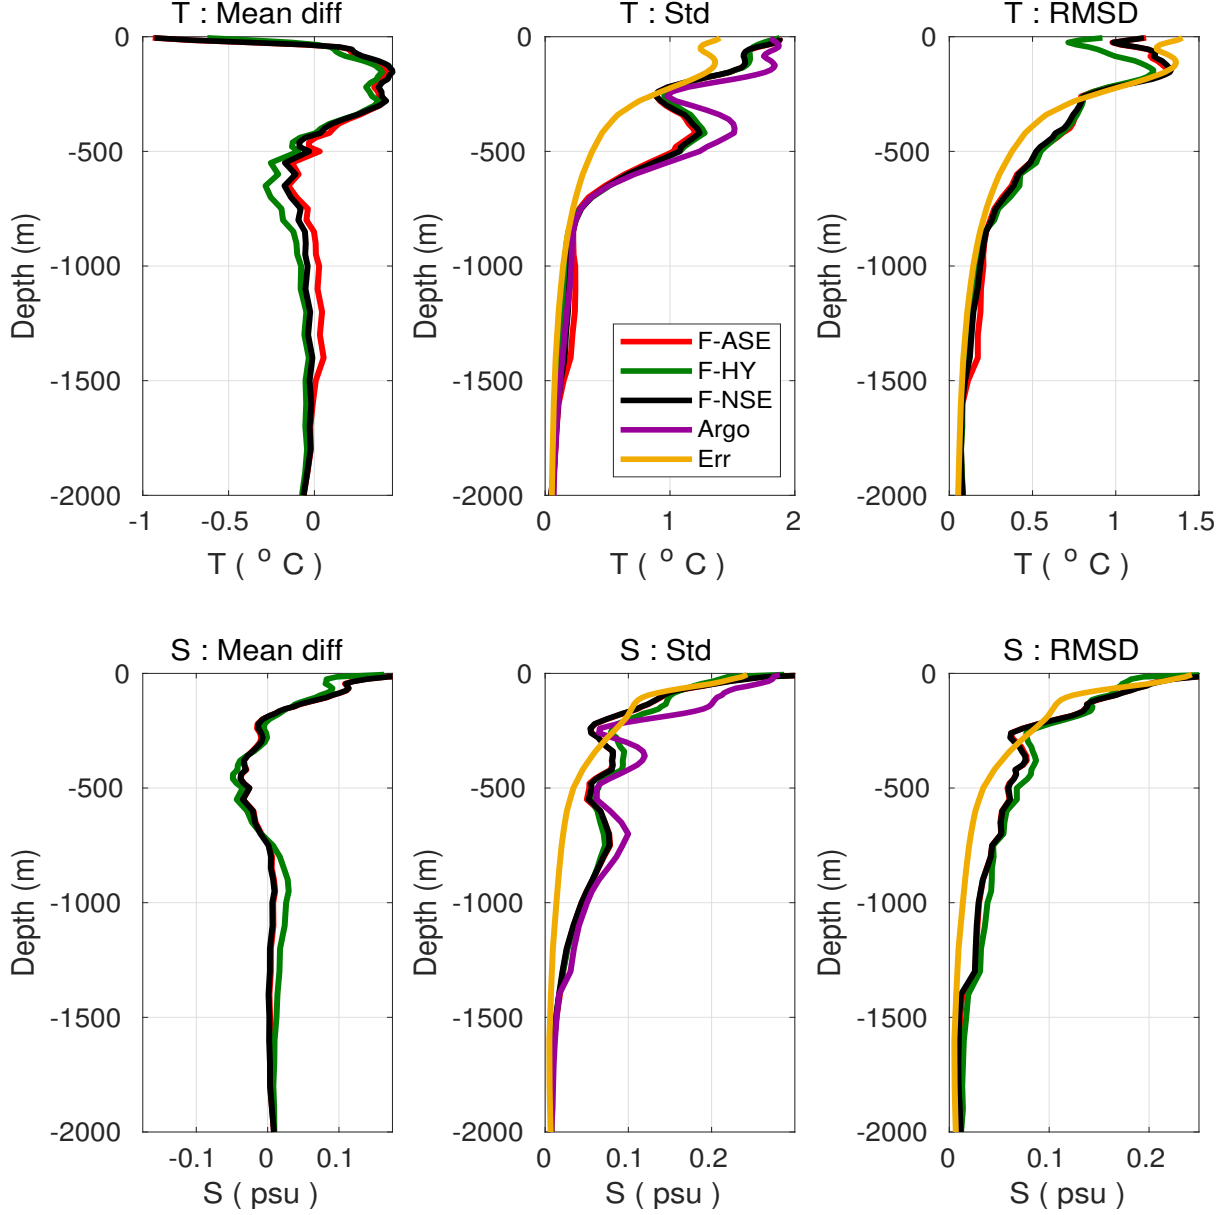 T : Mean diff
T : Std
T : RMSD
0
-500
-1000
-1500
-2000
-1
-0.5
0
Depth (m)
T ( o C )
0
-500
-1000
-1500
-2000
0
1
2
Depth (m)
T ( o C )
F-ASE
F-HY
F-NSE
Argo
Err
0
-500
-1000
-1500
-2000
0
0.5
1
1.5
Depth (m)
T ( o C )
S : Mean diff
S : Std
S : RMSD
0
-500
-1000
-1500
-2000
-0.1
0
0.1
Depth (m)
S ( psu )
0
-500
-1000
-1500
-2000
0
0.1
0.2
Depth (m)
S ( psu )
0
-500
-1000
-1500
-2000
0
0.1
0.2
Depth (m)
S ( psu )